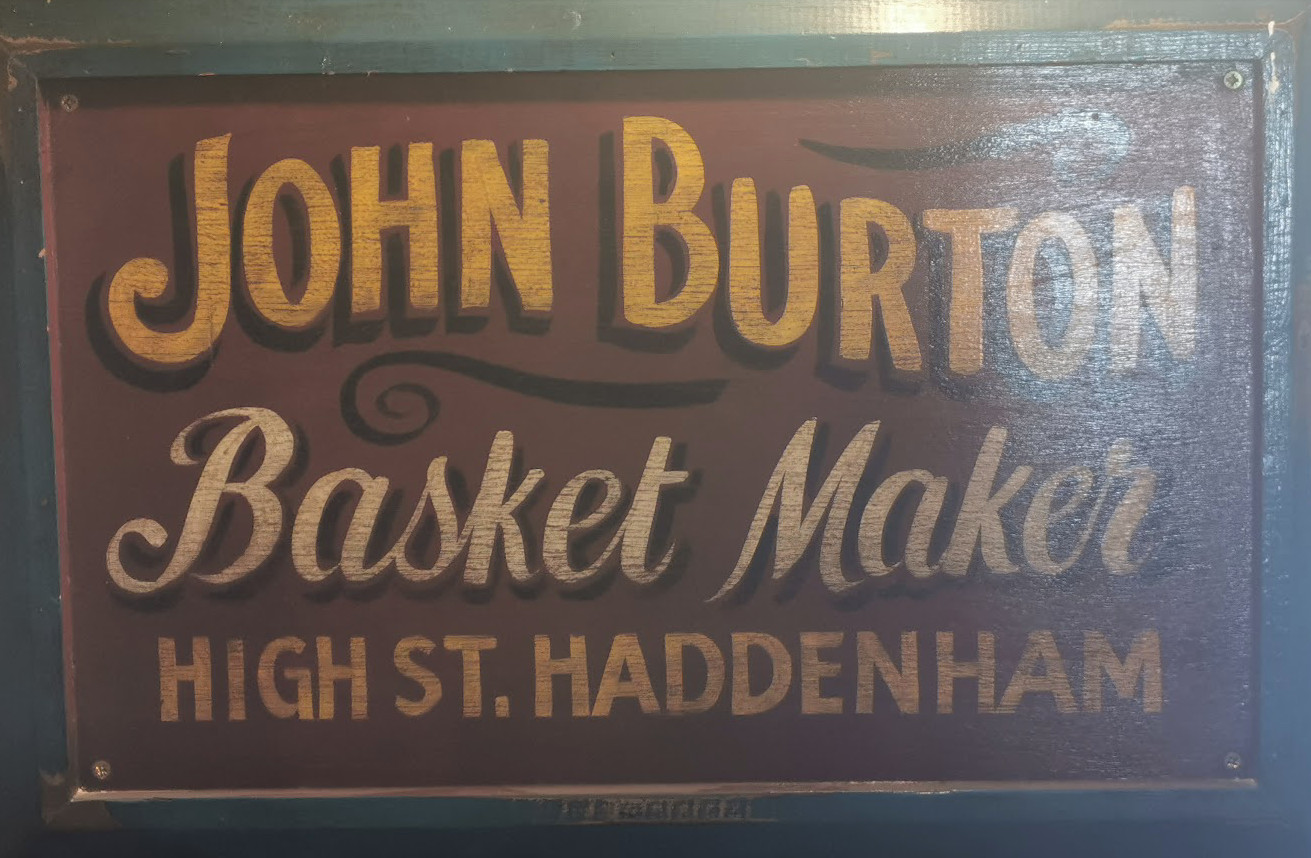 JOHN BURTON
Basket Maker
HIGH ST. HADDENHAM